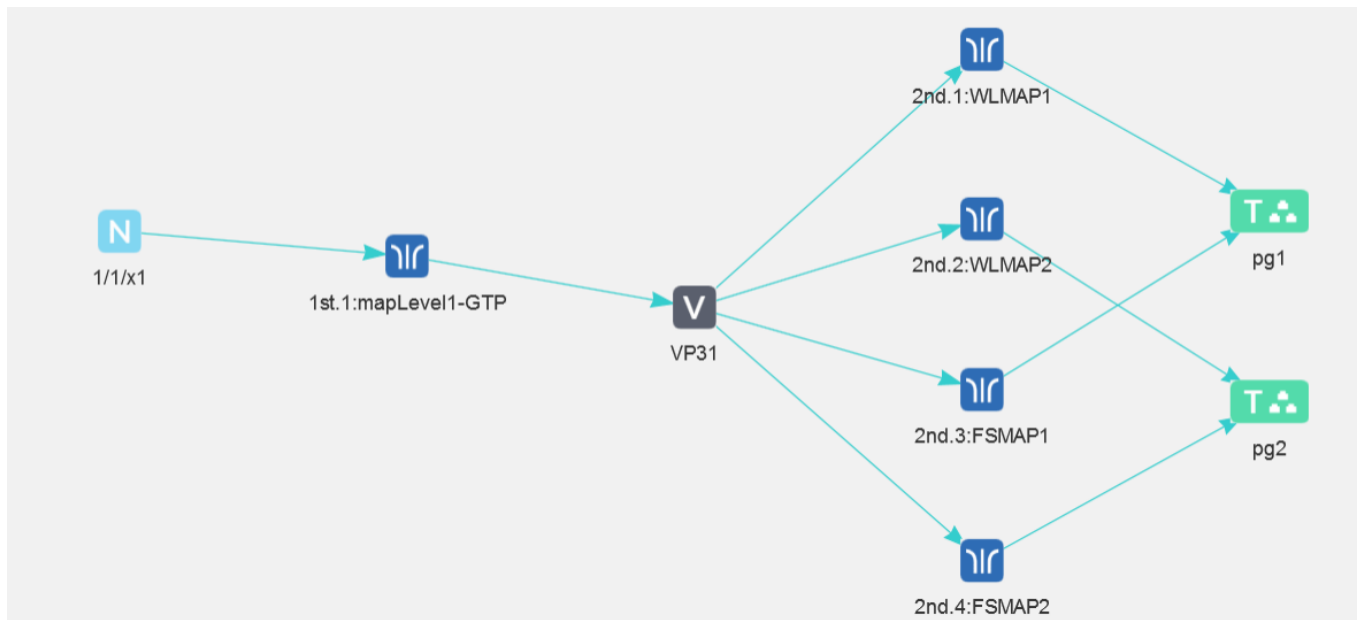 N
1/1/x1
1st.1:mapLevel1-GTP
V
VP31
2nd.1:WLMAP1
2nd.2:WLMAP2
2nd.3:FSMAP1
2nd.4:FSMAP2
T
pg1
T
pg2